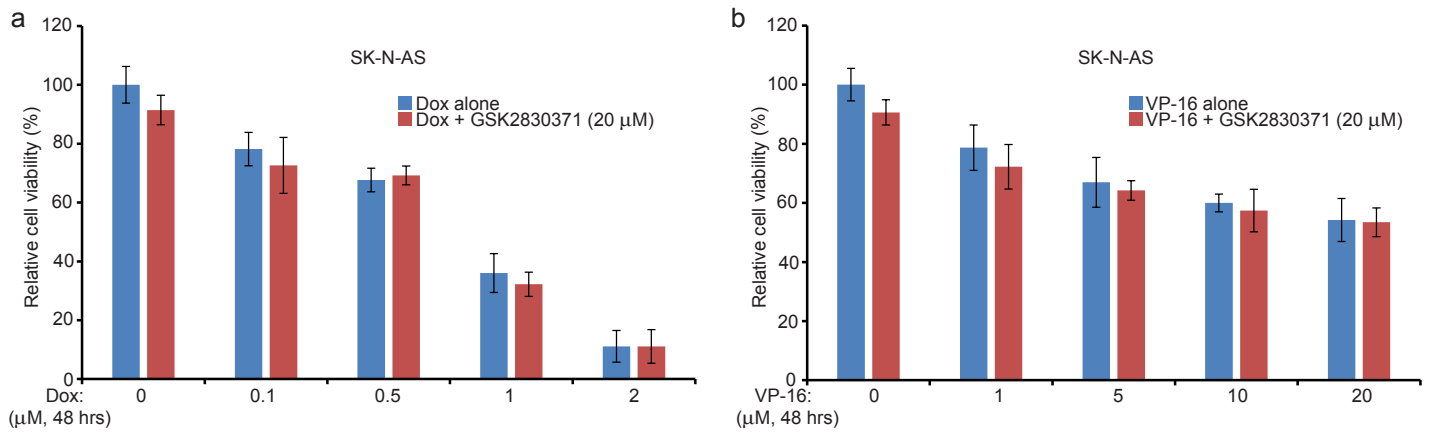 a
SK-N-AS
Dox alone
Dox + GSK2830371 (20 μM)
Relative cell viability (%)
120
100
80
60
40
20
0
Dox: 0 0.1 0.5 1 2
(μM, 48 hrs)
b
SK-N-AS
VP-16 alone
VP-16 + GSK2830371 (20 μM)
Relative cell viability (%)
120
100
80
60
40
20
0
VP-16: 0 1 5 10 20
(μM, 48 hrs)